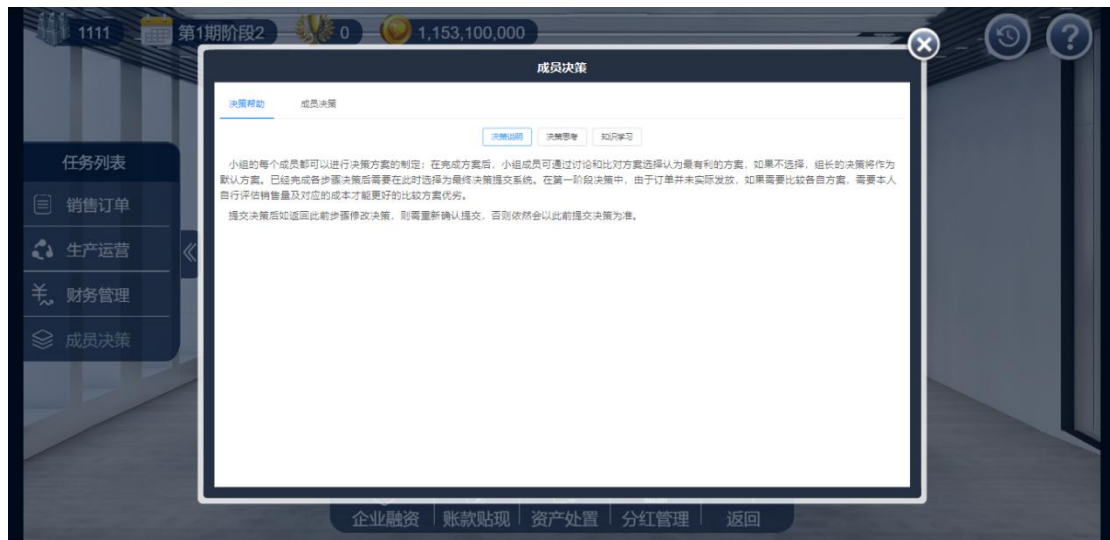 1111
第1期阶段2
0
1,153,100,000
?
成员决策
决策帮助
成员决策
决策说明
决策思考
知识学习
小组的每个成员都可以进行决策方案的制定；在完成方案后，小组成员可通过讨论和比对方案选择认为最有利的方案，如果不选择，组长的决策将作为
默认方案。已经完成各步骤决策后需要在此时选择为最终决策提交系统。在第一阶段决策中，由于订单并未实际发放，如果需要比较各自方案，需要本人
自行评估销售量及对应的成本才能更好的比较方案优劣。
提交决策后如返回此前步骤修改决策，则需重新确认提交，否则依然会以此前提交决策为准。
任务列表
销售订单
生产运营
财务管理
成员决策
企业融资
账款贴现
资产处置
分红管理
返回